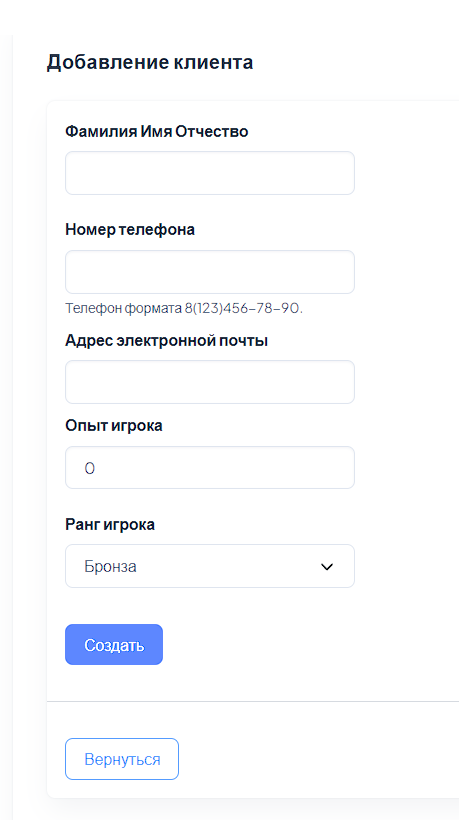 Добавление клиента
Фамилия Имя Отчество
Номер телефона
Телефон формата 8(123)456-78-90.
Адрес электронной почты
Опыт игрока
0
Ранг игрока
Бронза
Создать
Вернуться